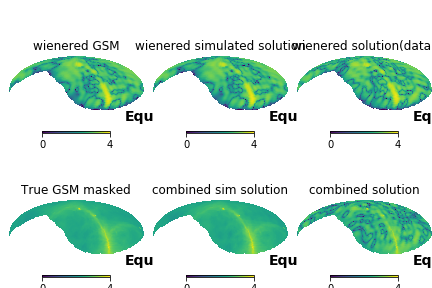 wienered GSM
wienered simulated solution
wienered solution(data
Equ
Equ
Equ
0 4
0 4
0 4
True GSM masked
combined sim solution
combined solution
Equ
Equ
Equ
0 4
0 4
0 4